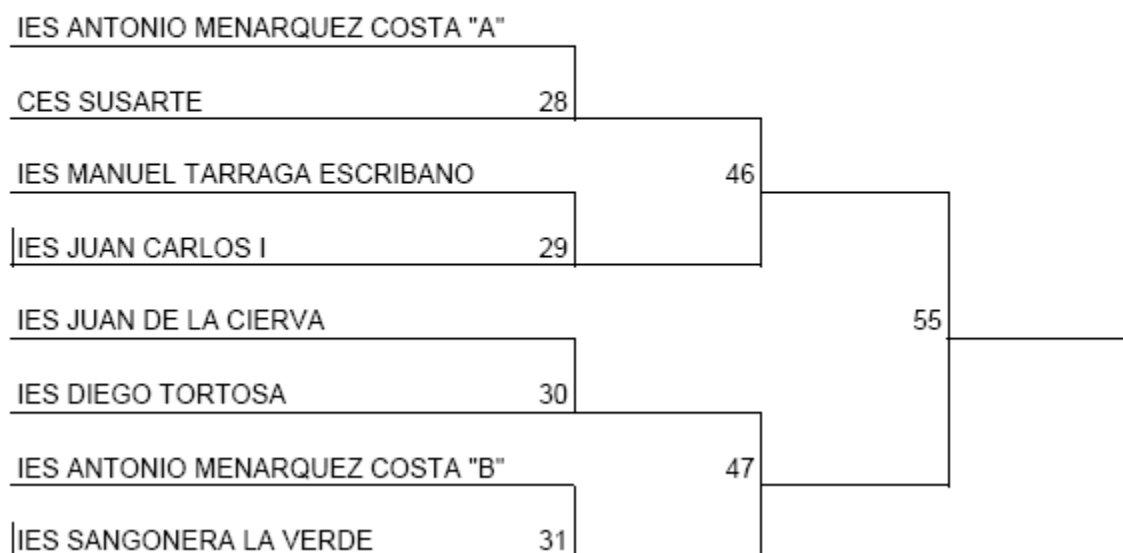 IES ANTONIO MENARQUEZ COSTA "A"
CES SUSARTE 28
IES MANUEL TARRAGA ESCRIBANO 46
IES JUAN CARLOS I 29
IES JUAN DE LA CIERVA 55
IES DIEGO TORTOSA 30
IES ANTONIO MENARQUEZ COSTA "B" 47
IES SANGONERA LA VERDE 31